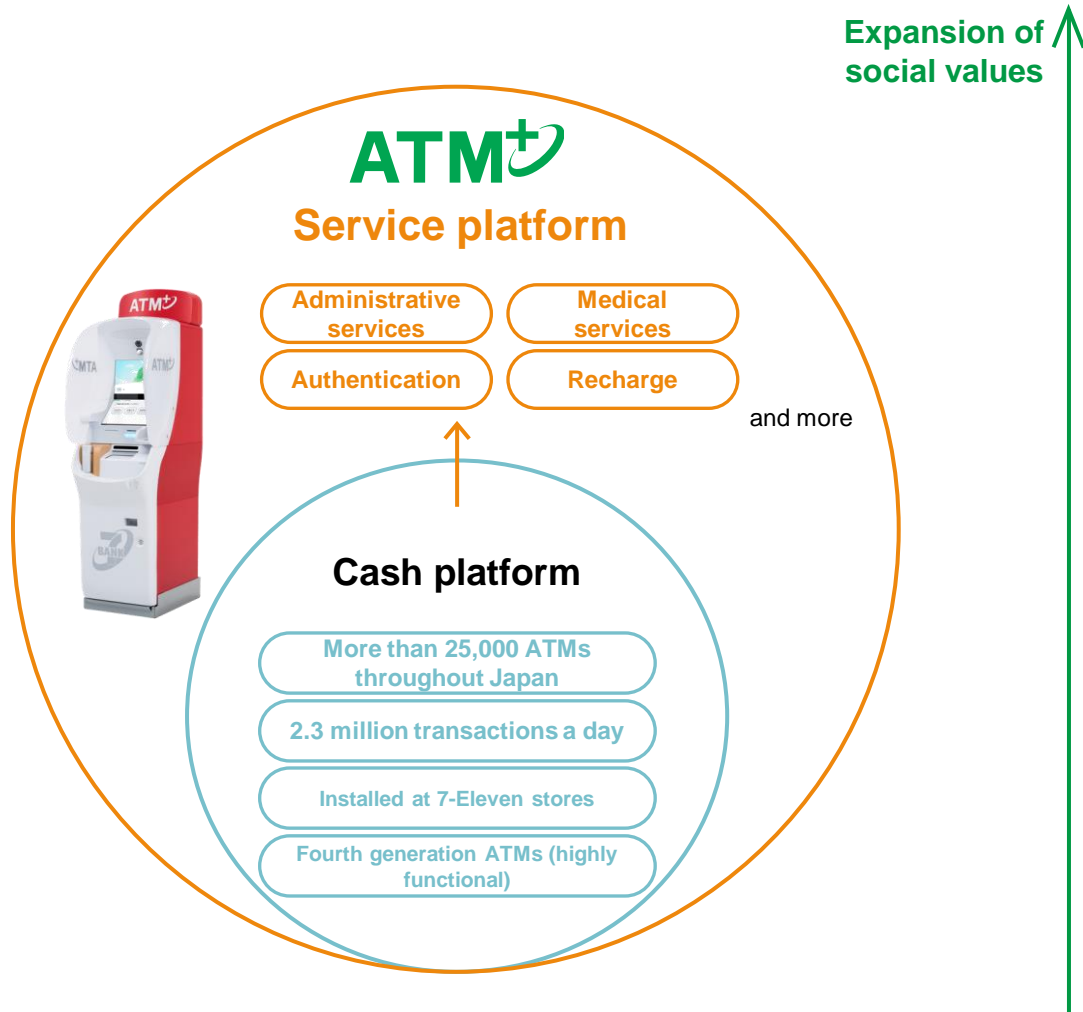 Expansion of
social values
ATM+
Service platform
Administrative
services
Medical
services
Authentication
Recharge
and more
ATM+
ATM+
BANK
Cash platform
More than 25,000 ATMs
throughout Japan
2.3 million transactions a day
Installed at 7-Eleven stores
Fourth generation ATMs (highly
functional)